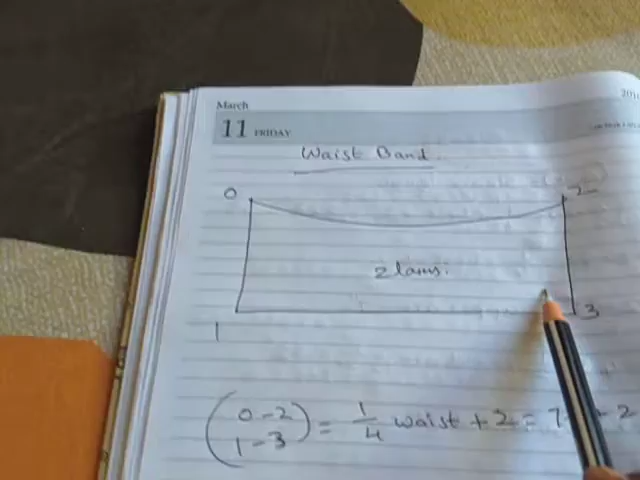 March
11 FRIDAY
Waist Band
0 2
2 laws.
1 3
0-2
1-3 = 1/4 waist + 2 = 7 - 2